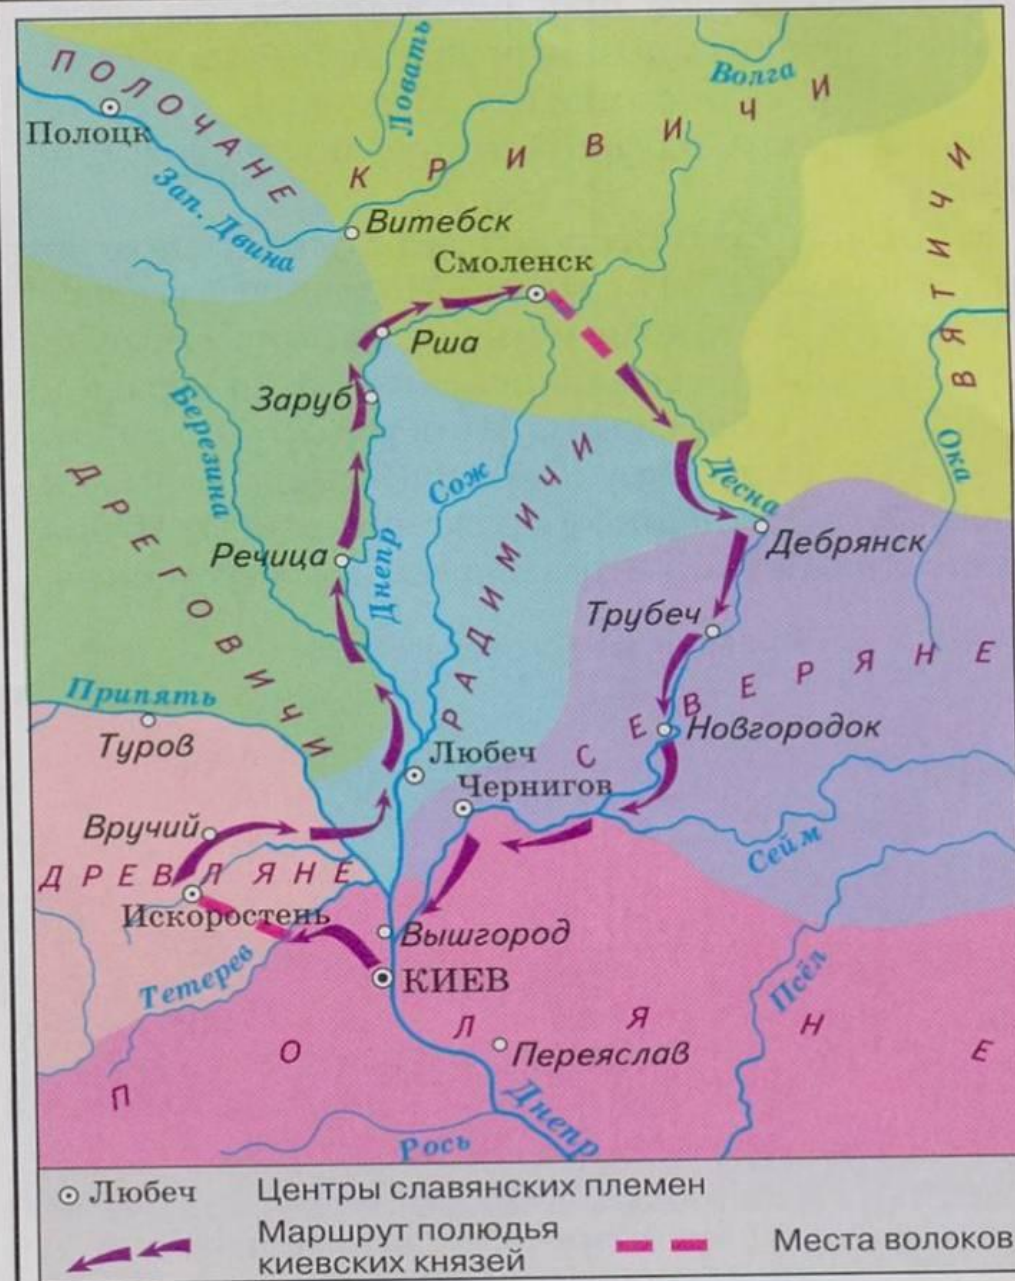 ПОЛОЧАНЕ
Полоцк
Зап. Двина
Ловать
Волга
КРИВИЧИ
Витебск
Смоленск
ВЯТИЧИ
Рша
Заруб
Березина
Сож
Десна
Ока
ДРЕГОВИЧИ
Речица
Днепр
РАДИМИЧИ
Дебрянск
Трубеч
СЕВЕРЯНЕ
Припять
Туров
Новгородок
Любеч
Чернигов
Вручий
Сейм
ДРЕВЛЯНЕ
Искоростень
Вышгород
Тетерев
КИЕВ
Псёл
ПОЛЯНЕ
Переяслав
Днепр
Рось
Любеч
Центры славянских племен
Маршрут полюдья
киевских князей
Места волоков